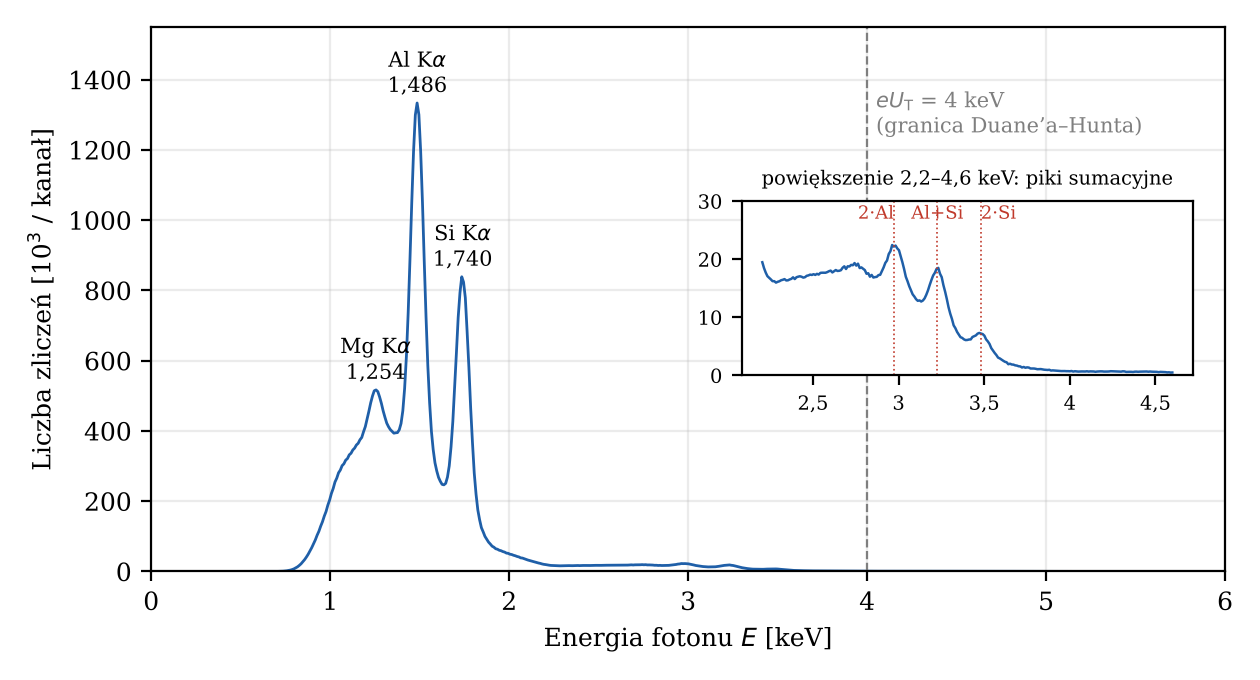 Al Kα
1,486
Si Kα
1,740
Mg Kα
1,254
eU_T = 4 keV
(granica Duane’a–Hunta)
powiększenie 2,2–4,6 keV: piki sumacyjne
2·Al
Al+Si
2·Si
30
20
10
0
2,5
3
3,5
4
4,5
1400
1200
1000
800
600
400
200
0
0
1
2
3
4
5
6
Liczba zliczeń [10³ / kanał]
Energia fotonu E [keV]